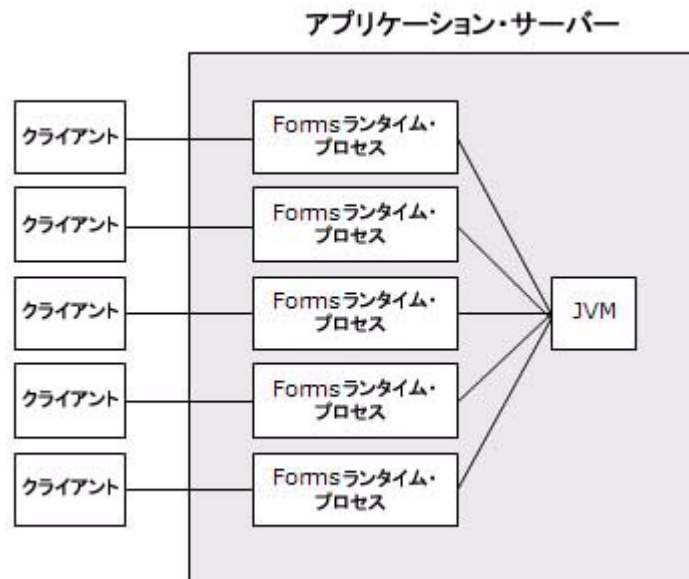 アプリケーション・サーバー
クライアント
Formsランタイム・
プロセス
クライアント
Formsランタイム・
プロセス
クライアント
Formsランタイム・
プロセス
JVM
クライアント
Formsランタイム・
プロセス
クライアント
Formsランタイム・
プロセス